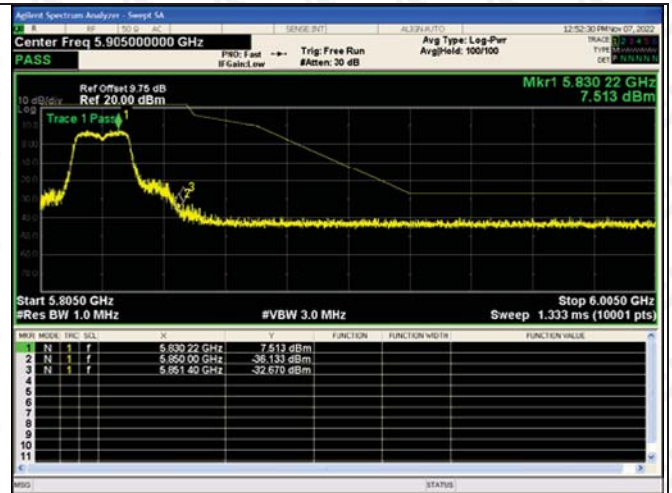 Agilent Spectrum Analyzer - Swept SA
R RF 50 Ω AC SENSE:INT ALIGN AUTO 12:52:30 PM Nov 07, 2022
Center Freq 5.905000000 GHz
PASS
PNO: Fast
IFGain:Low
Trig: Free Run
#Atten: 30 dB
Avg Type: Log-Pwr
Avg|Hold: 100/100
TRACE 1 2 3 4 5 6
TYPE
DET P N N N N N
Mkr1 5.830 22 GHz
7.513 dBm
Ref Offset 9.75 dB
10 dB/div Ref 20.00 dBm
Log
Trace 1 Pass
1
2
3
Start 5.8050 GHz
Stop 6.0050 GHz
#Res BW 1.0 MHz
#VBW 3.0 MHz
Sweep 1.333 ms (10001 pts)
MKR MODE TRC SCL X Y FUNCTION FUNCTION WIDTH FUNCTION VALUE
1 N 1 f 5.830 22 GHz 7.513 dBm
2 N 1 f 5.850 00 GHz -36.133 dBm
3 N 1 f 5.851 40 GHz -32.670 dBm
4
5
6
7
8
9
10
11
MSG STATUS